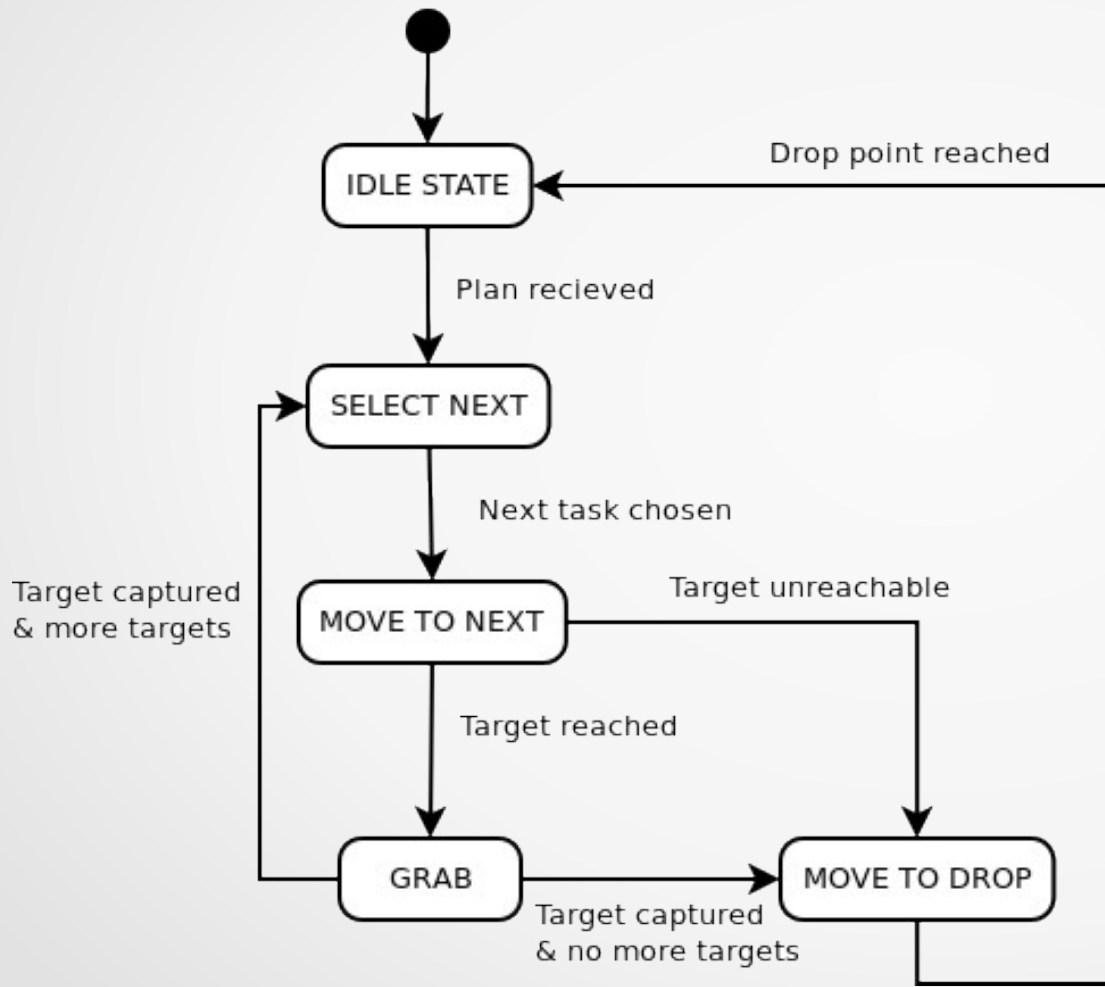 Drop point reached
IDLE STATE
Plan recieved
SELECT NEXT
Next task chosen
Target captured
& more targets
Target unreachable
MOVE TO NEXT
Target reached
GRAB
MOVE TO DROP
Target captured
& no more targets